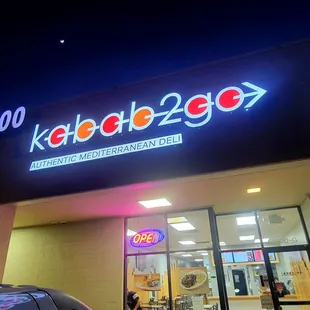 00
kabab2go
AUTHENTIC MEDITERRANEAN DELI
OPEN